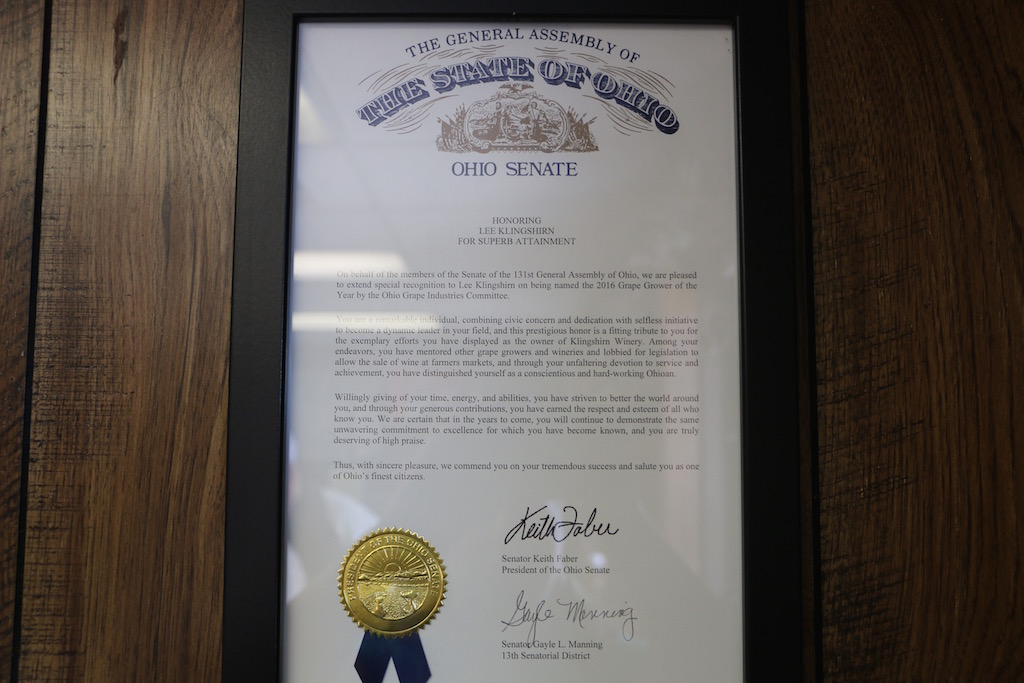 THE GENERAL ASSEMBLY OF
THE STATE OF OHIO
OHIO SENATE
HONORING
LEE KLINGSHIRN
FOR SUPERB ATTAINMENT
On behalf of the members of the Senate of the 131st General Assembly of Ohio, we are pleased
to extend special recognition to Lee Klingshirn on being named the 2016 Grape Grower of the
Year by the Ohio Grape Industries Committee.
You are a remarkable individual, combining civic concern and dedication with selfless initiative
to become a dynamic leader in your field, and this prestigious honor is a fitting tribute to you for
the exemplary efforts you have displayed as the owner of Klingshirn Winery. Among your
endeavors, you have mentored other grape growers and wineries and lobbied for legislation to
allow the sale of wine at farmers markets, and through your unfaltering devotion to service and
achievement, you have distinguished yourself as a conscientious and hard-working Ohioan.
Willingly giving of your time, energy, and abilities, you have striven to better the world around
you, and through your generous contributions, you have earned the respect and esteem of all who
know you. We are certain that in the years to come, you will continue to demonstrate the same
unwavering commitment to excellence for which you have become known, and you are truly
deserving of high praise.
Thus, with sincere pleasure, we commend you on your tremendous success and salute you as one
of Ohio's finest citizens.
Keith Faber
Senator Keith Faber
President of the Ohio Senate
PRESIDENT OF THE OHIO SENATE
Gayle Manning
Senator Gayle L. Manning
13th Senatorial District